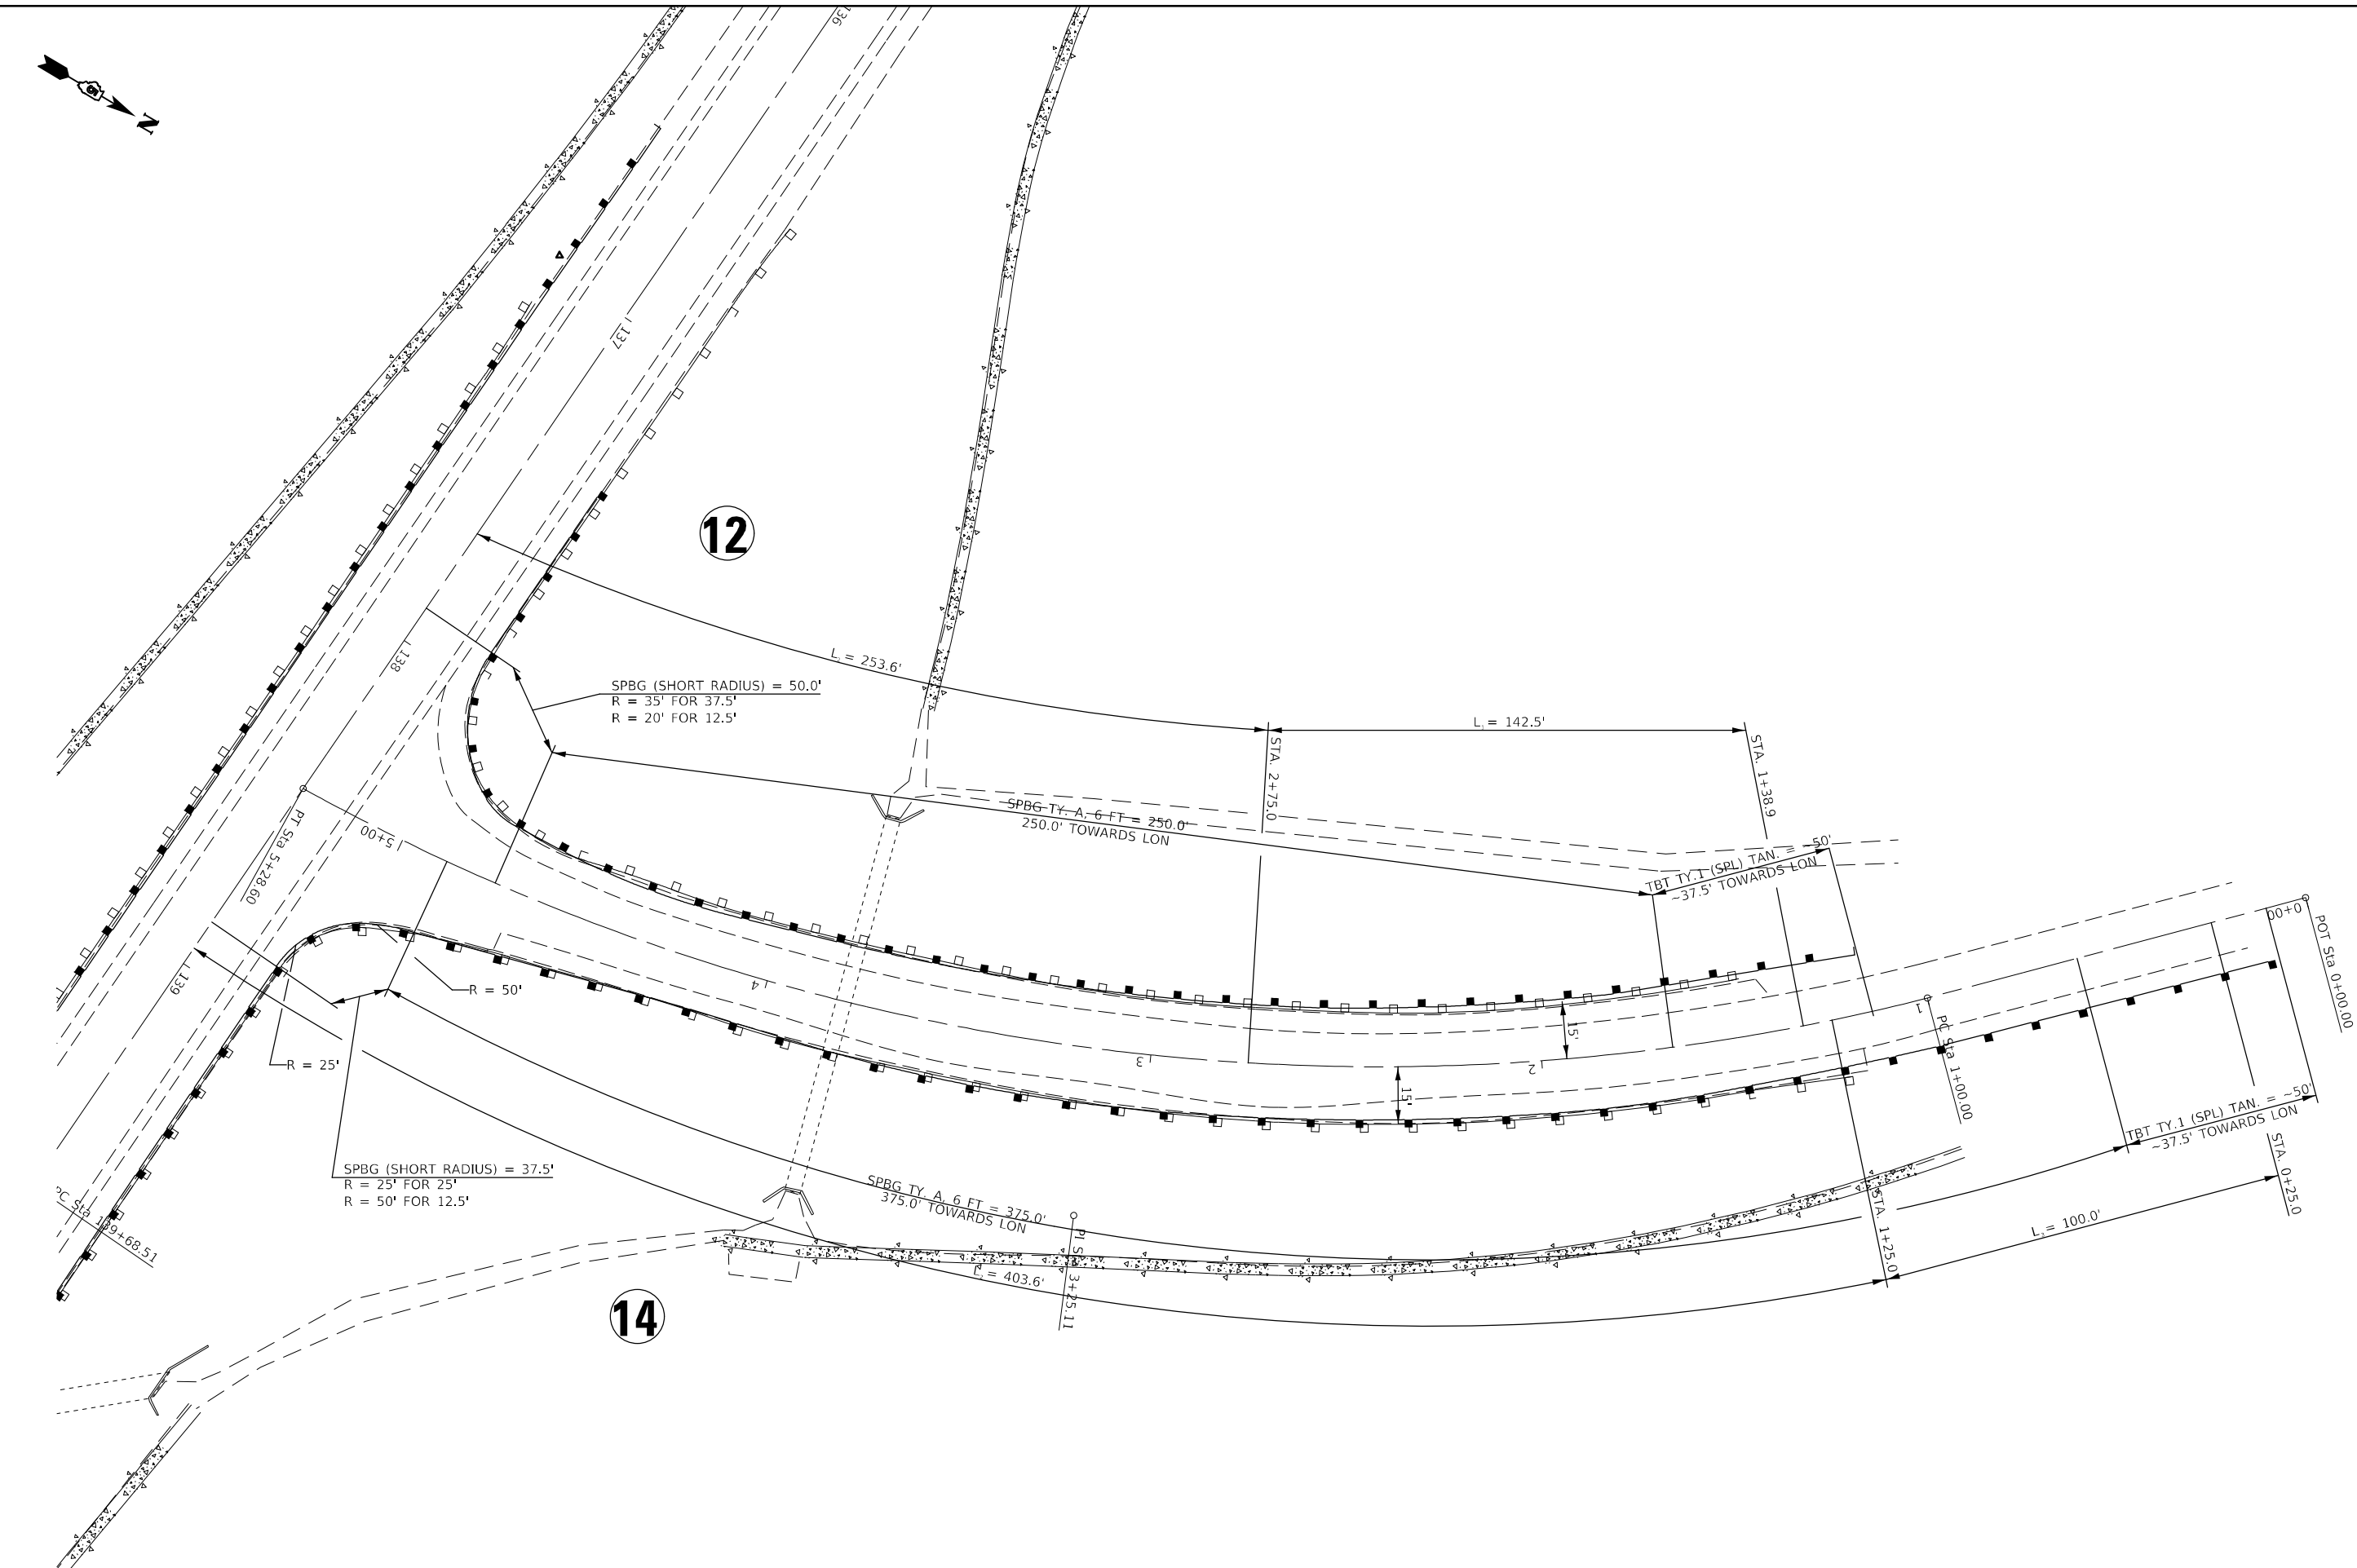 N
136
137
12
138
L = 253.6'
SPBG (SHORT RADIUS) = 50.0'
R = 35' FOR 37.5'
R = 20' FOR 12.5'
L = 142.5'
STA. 2+75.0
STA. 1+38.9
SPBG TY. A, 6 FT = 250.0'
250.0' TOWARDS LON
TBT TY.1 (SPL) TAN. = ~50'
~37.5' TOWARDS LON
5+00
PT Sta 5+28.60
139
R = 50'
R = 25'
4
3
2
1
15'
15'
0+00
POT Sta 0+00.00
PC Sta 1+00.00
TBT TY.1 (SPL) TAN. = ~50'
~37.5' TOWARDS LON
STA. 0+25.0
STA. 1+25.0
L = 100.0'
SPBG (SHORT RADIUS) = 37.5'
R = 25' FOR 25'
R = 50' FOR 12.5'
PC Sta 139+68.51
SPBG TY. A, 6 FT = 375.0'
375.0' TOWARDS LON
PI Sta 3+25.11
L = 403.6'
14